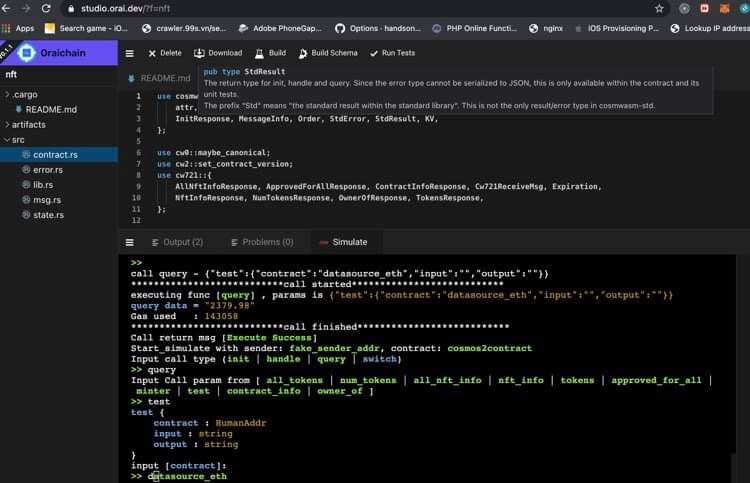 studio.orai.dev/?f=nft
Apps Search game - iO... crawler.99s.vn/se... Adobe PhoneGap... Options · handson... PHP Online Functi... nginx iOS Provisioning P... Lookup IP address
Oraichain
Delete Download Build Build Schema Run Tests
nft
.cargo
README.md
artifacts
src
contract.rs
error.rs
lib.rs
msg.rs
state.rs
README.md
pub type StdResult
The return type for init, handle and query. Since the error type cannot be serialized to JSON, this is only available within the contract and its
unit tests.
The prefix "Std" means "the standard result within the standard library". This is not the only result/error type in cosmwasm-std.
1 use cosmw
2 attr,
3 InitResponse, MessageInfo, Order, StdError, StdResult, KV,
4 };
5
6 use cw0::maybe_canonical;
7 use cw2::set_contract_version;
8 use cw721::{
9 AllNftInfoResponse, ApprovedForAllResponse, ContractInfoResponse, Cw721ReceiveMsg, Expiration,
10 NftInfoResponse, NumTokensResponse, OwnerOfResponse, TokensResponse,
11 };
12
Output (2) Problems (0) Simulate
>>
call query - {"test":{"contract":"datasource_eth","input":"","output":""}}
***************************call started***************************
executing func [query] , params is {"test":{"contract":"datasource_eth","input":"","output":""}}
query data = "2379.98"
Gas used : 143058
***************************call finished***************************
Call return msg [Execute Success]
Start_simulate with sender: fake_sender_addr, contract: cosmos2contract
Input call type (init | handle | query | switch)
>> query
Input Call param from [ all_tokens | num_tokens | all_nft_info | nft_info | tokens | approved_for_all |
minter | test | contract_info | owner_of ]
>> test
test {
contract : HumanAddr
input : string
output : string
}
input [contract]:
>> datasource_eth